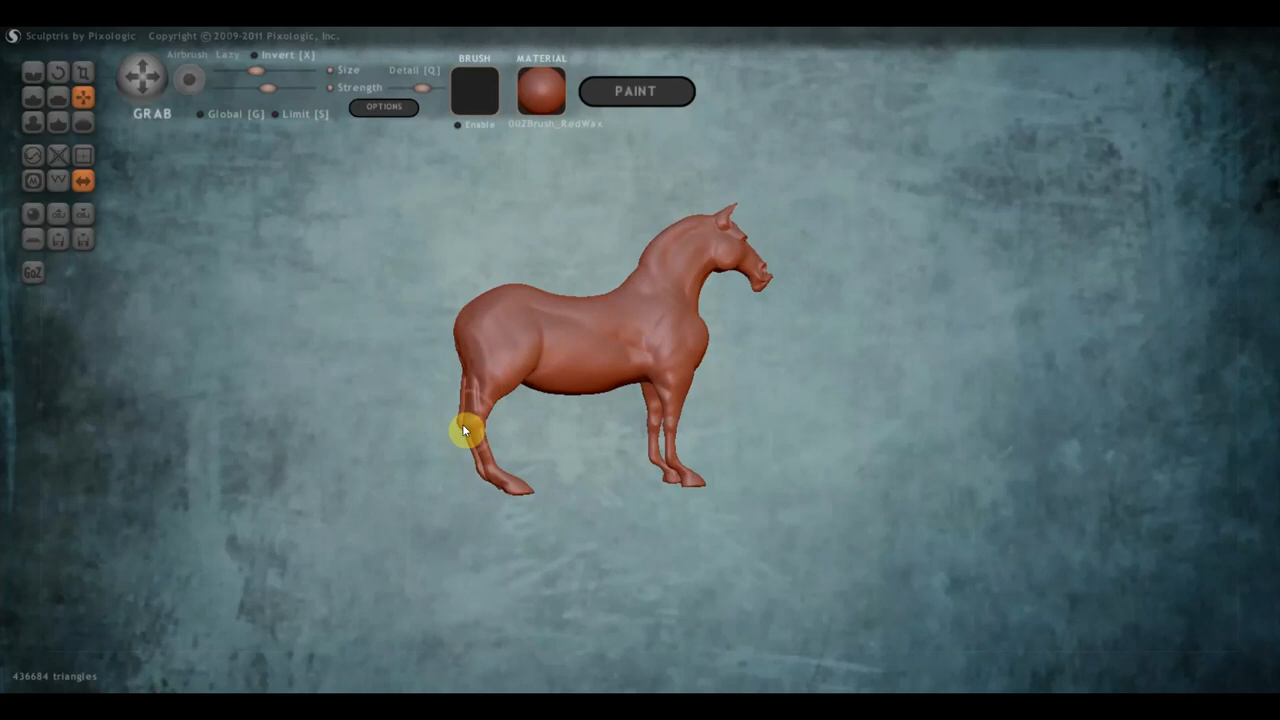 Sculptris by Pixologic Copyright © 2009-2011 Pixologic, Inc.
Airbrush Lazy Invert [X]
Size Detail [Q]
Strength
GRAB Global [G] Limit [S] OPTIONS
BRUSH
Enable
MATERIAL
00ZBrush_RedWax
PAINT
GoZ
436684 triangles